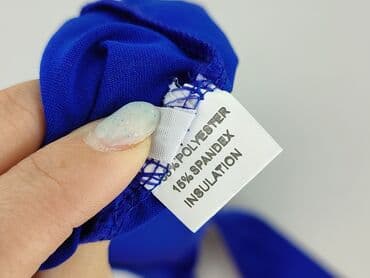 %POLYESTER
15% SPANDEX
INSULATION